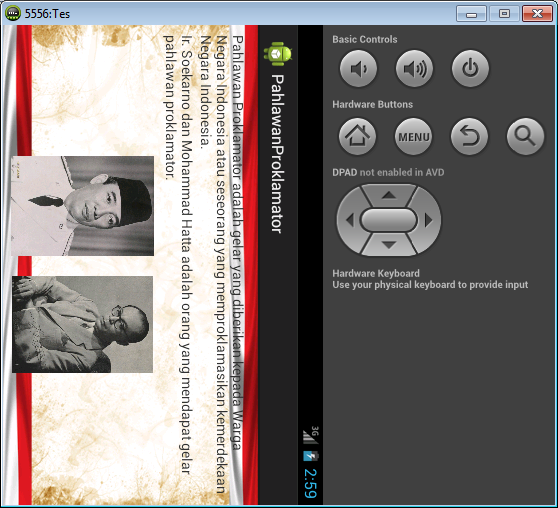 5556:Tes
3G
2:59
PahlawanProklamator
Pahlawan Proklamator adalah gelar yang diberikan kepada Warga
Negara Indonesia atau seseorang yang memproklamasikan kemerdekaan
Negara Indonesia.
Ir. Soekarno dan Mohammad Hatta adalah orang yang mendapat gelar
pahlawan proklamator.
Basic Controls
Hardware Buttons
MENU
DPAD not enabled in AVD
Hardware Keyboard
Use your physical keyboard to provide input